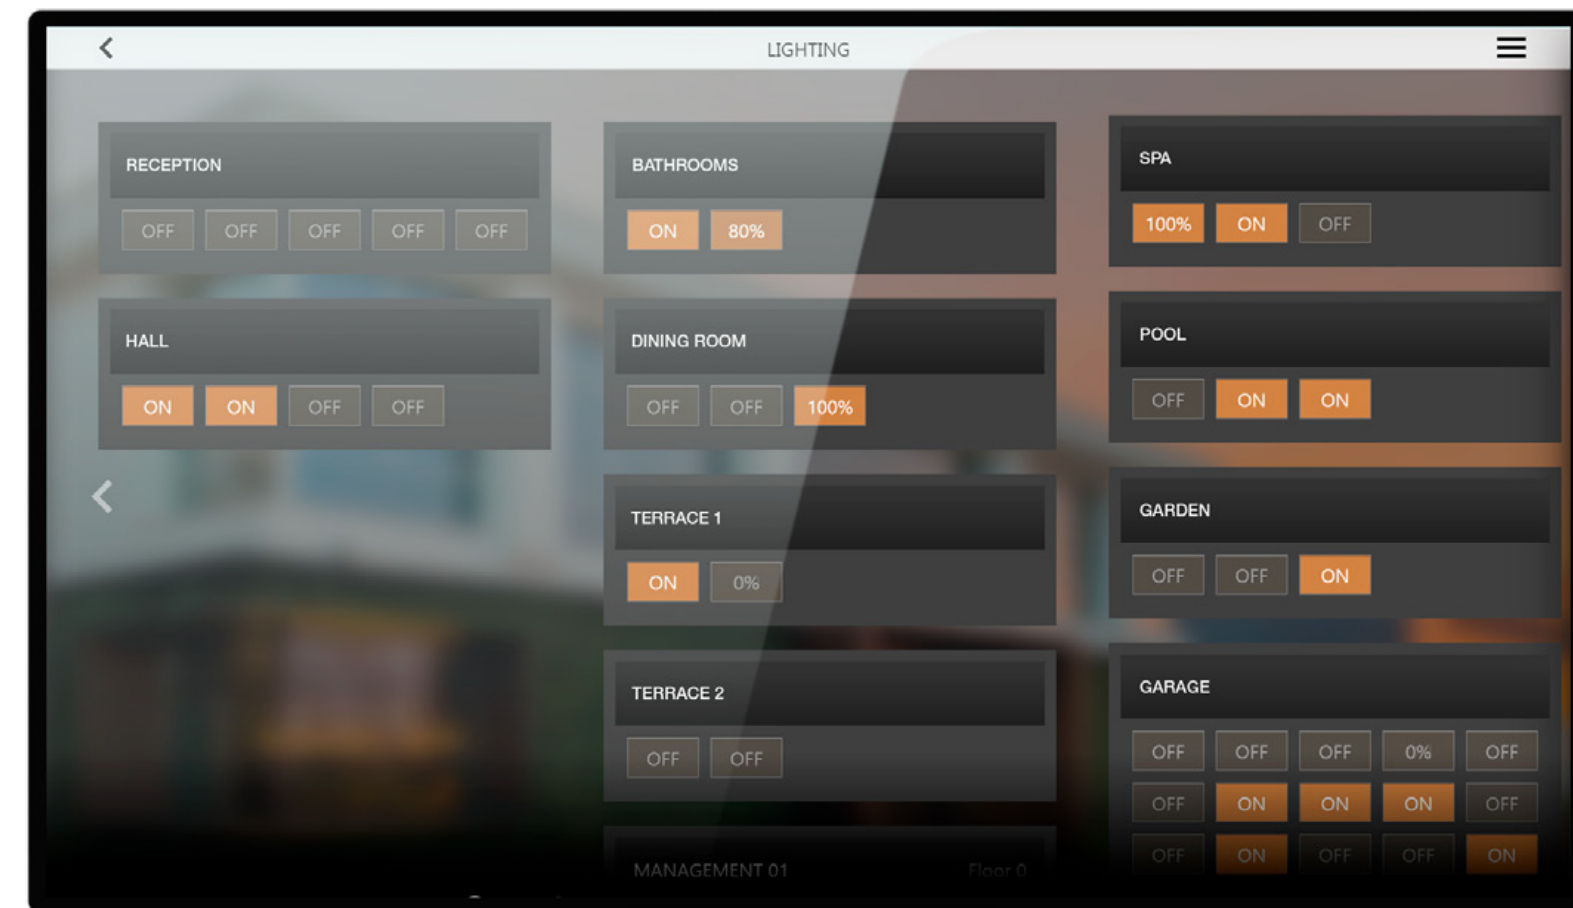 LIGHTING
RECEPTION
OFF OFF OFF OFF OFF
HALL
ON ON OFF OFF
BATHROOMS
ON 80%
DINING ROOM
OFF OFF 100%
TERRACE 1
ON 0%
TERRACE 2
OFF OFF
MANAGEMENT 01 Floor 0
SPA
100% ON OFF
POOL
OFF ON ON
GARDEN
OFF OFF ON
GARAGE
OFF OFF OFF 0% OFF
OFF ON ON ON OFF
OFF ON OFF OFF ON